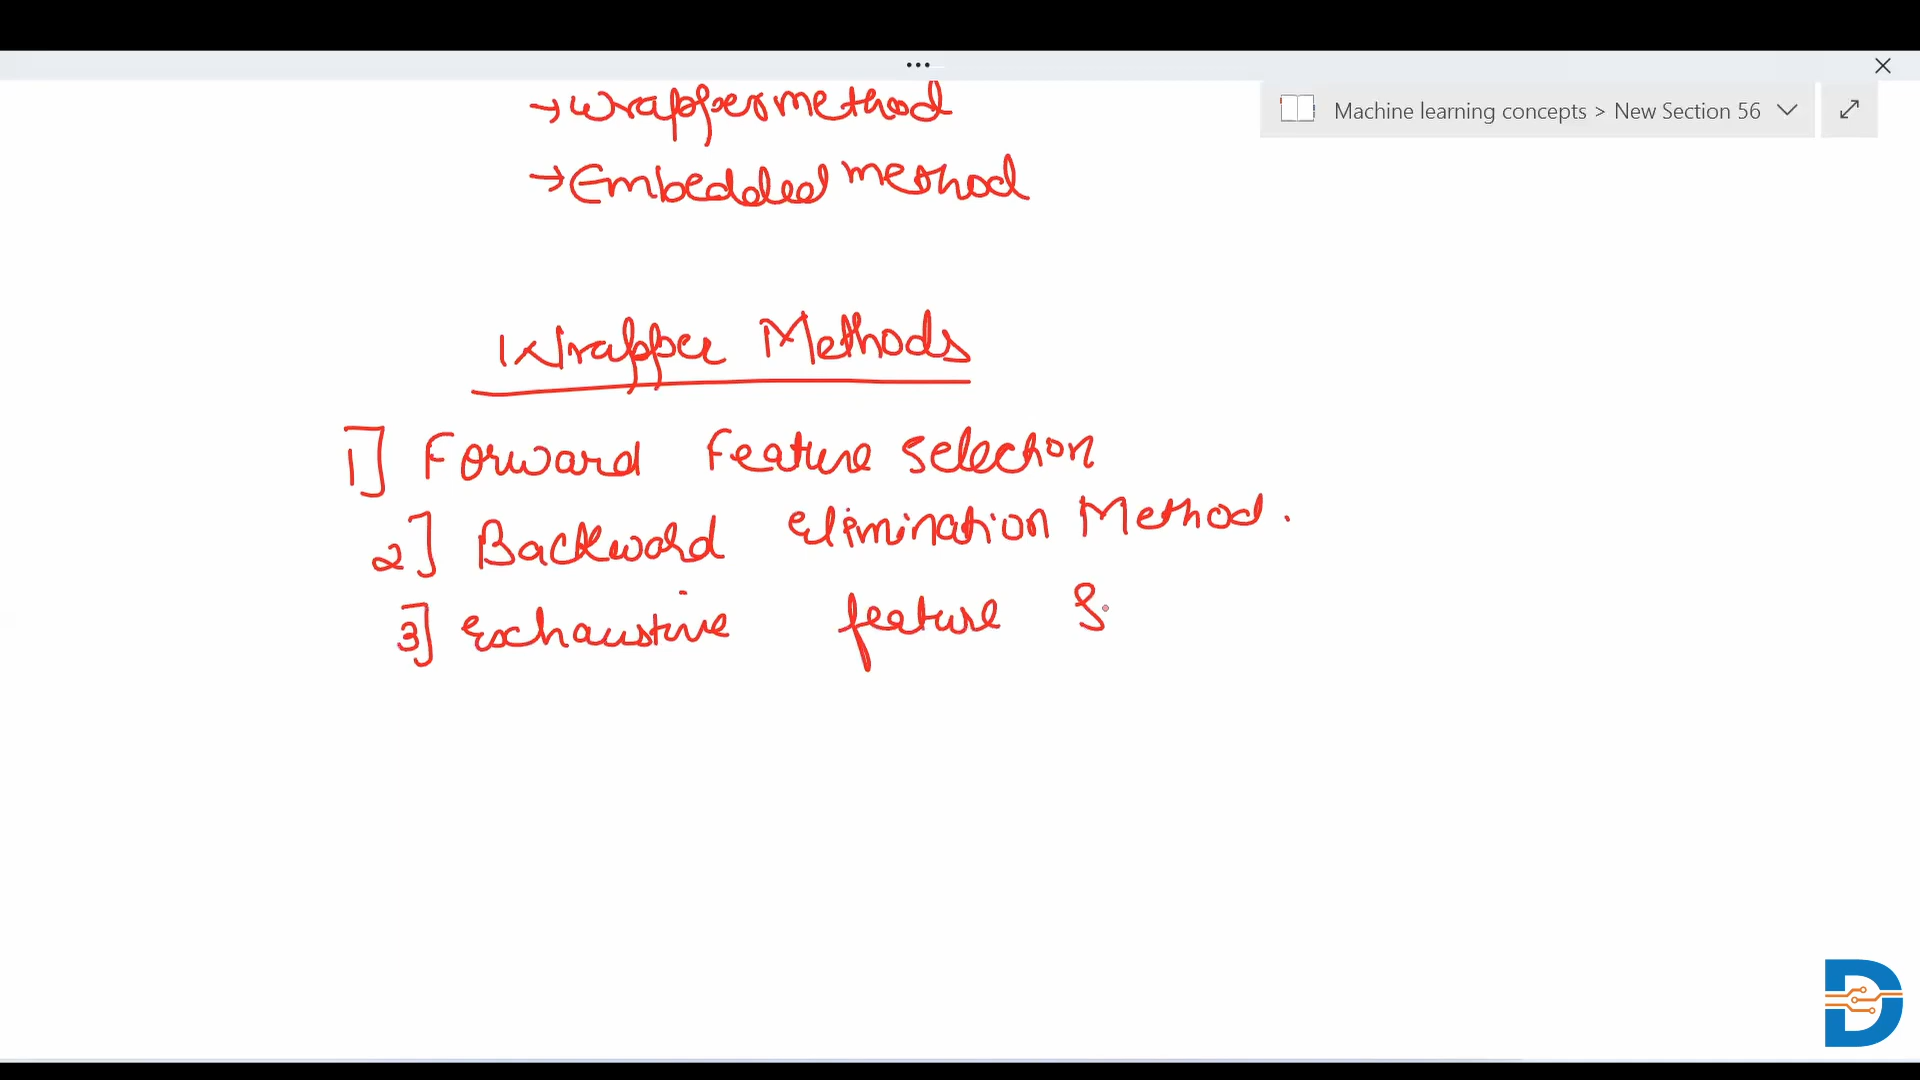 ...
Machine learning concepts > New Section 56
→ wrapper method
→ Embedded method
Wrapper Methods
1] Forward Feature Selection
2] Backward Elimination Method.
3] Exhaustive feature S